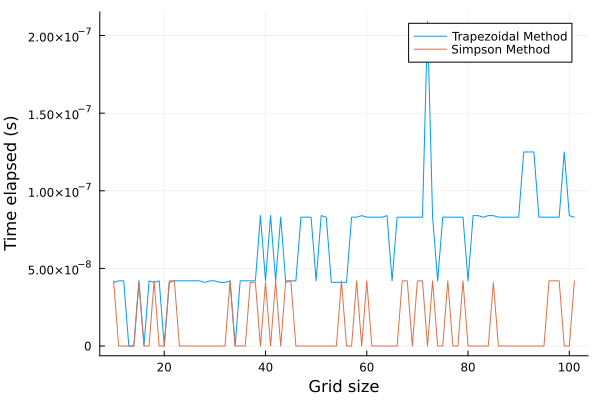 2.00×10⁻⁷
1.50×10⁻⁷
1.00×10⁻⁷
5.00×10⁻⁸
0
Time elapsed (s)
Trapezoidal Method
Simpson Method
20 40 60 80 100
Grid size